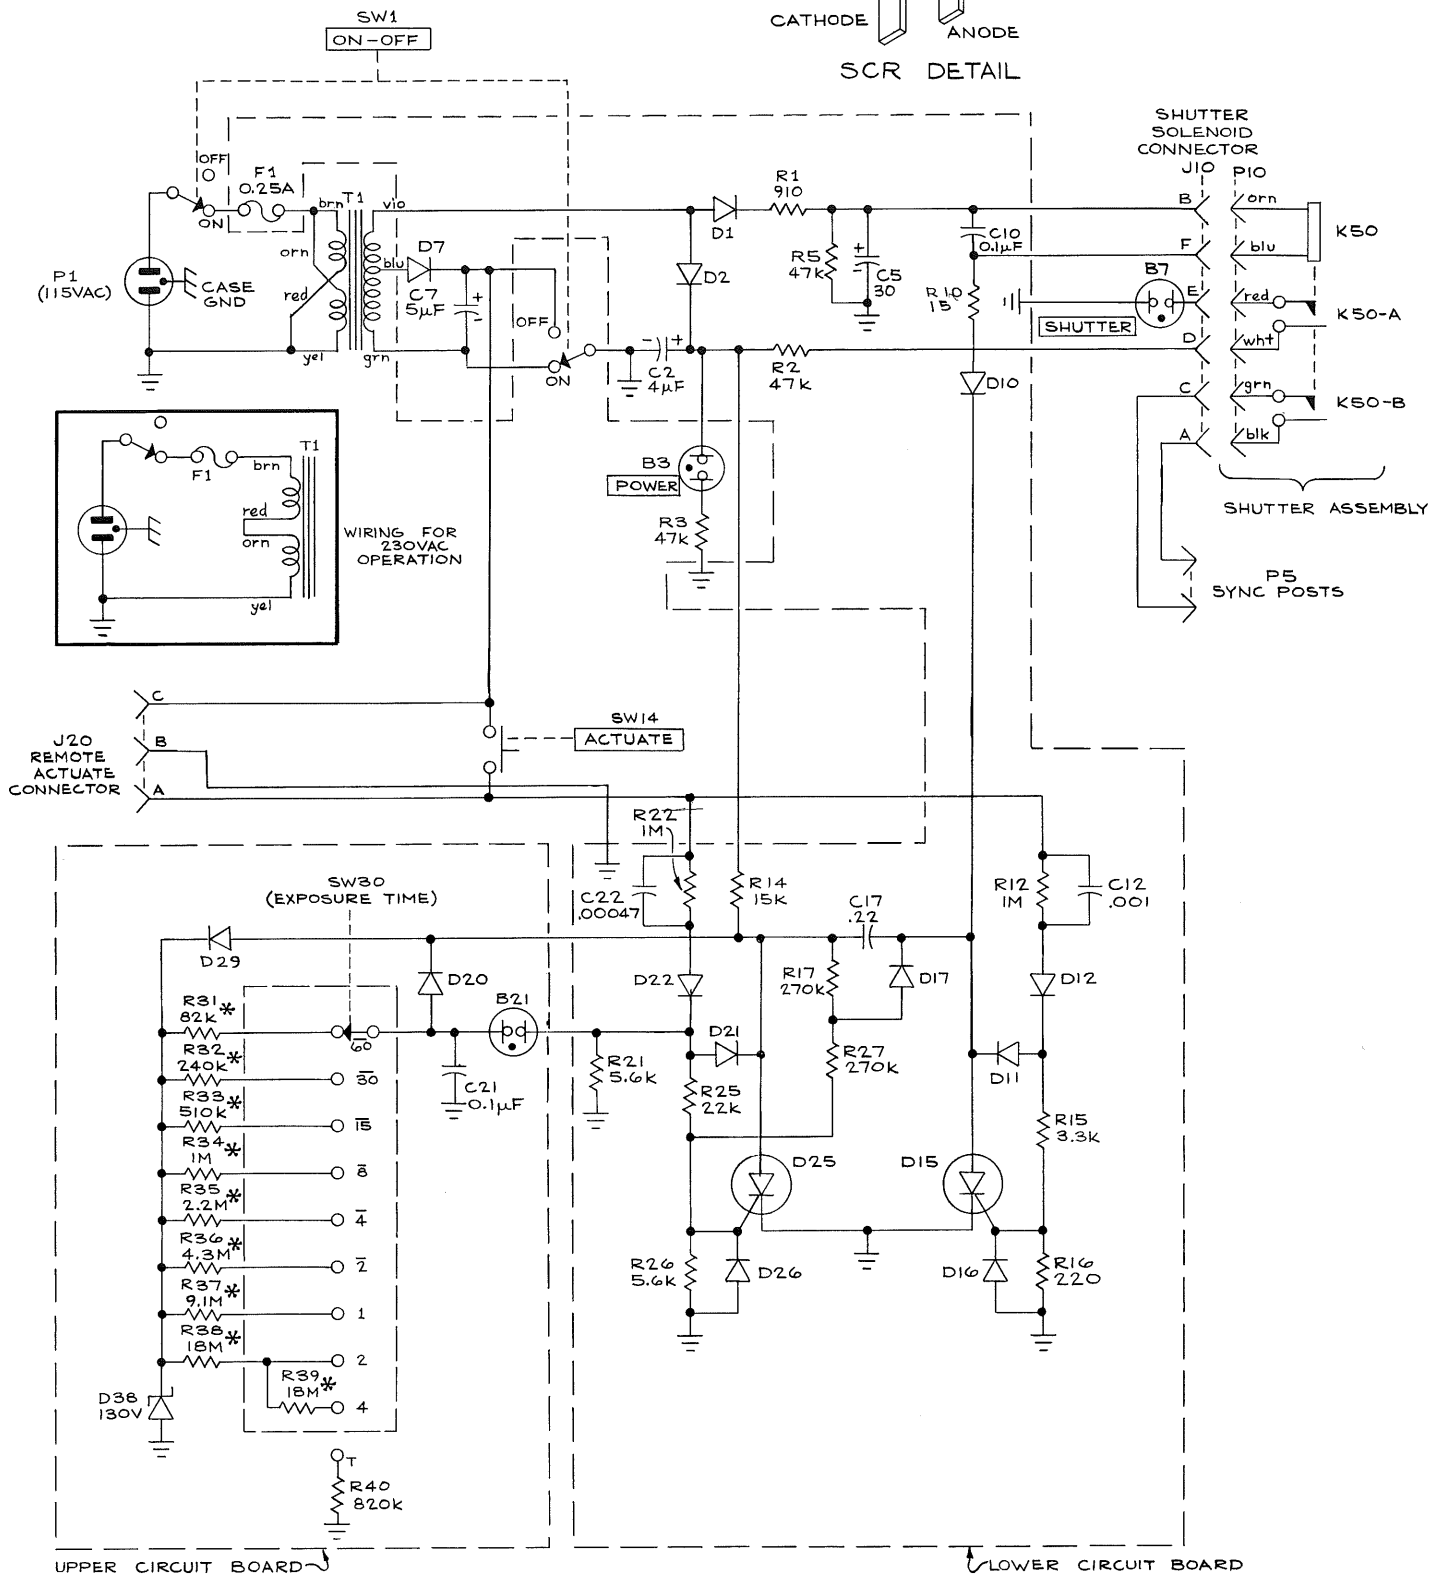 SW1
ON-OFF
CATHODE
ANODE
SCR DETAIL
SHUTTER
SOLENOID
CONNECTOR
J10
P10
OFF
ON
F1
0.25A
brn
T1
vio
orn
red
yel
blu
grn
P1
(115VAC)
CASE
GND
D7
C7
5µF
+
-
OFF
ON
D1
R1
910
D2
R5
47K
+
C5
30
C10
0.1µF
R10
15
- +
C2
4µF
R2
47K
D10
B orn
F blu
E red
D wht
C grn
A blk
K50
K50-A
K50-B
B7
SHUTTER
SHUTTER ASSEMBLY
P5
SYNC POSTS
B3
POWER
R3
47K
F1
brn
T1
red
orn
yel
WIRING FOR
230VAC
OPERATION
C
B
A
J20
REMOTE
ACTUATE
CONNECTOR
SW14
ACTUATE
R22
1M
C22
.00047
R14
15K
C17
.22
R12
1M
C12
.001
SW30
(EXPOSURE TIME)
D29
D20
B21
D22
R17
270K
D17
D12
R31
82K*
R32
240K*
R33
510K*
R34
1M*
R35
2.2M*
R36
4.3M*
R37
9.1M*
R38
18M*
R39
18M*
60
30
15
8
4
2
1
2
4
T
C21
0.1µF
R21
5.6K
D21
R25
22K
R27
270K
D11
R15
3.3K
D25
D15
R26
5.6K
D26
D16
R16
220
D38
130V
R40
820K
UPPER CIRCUIT BOARD
LOWER CIRCUIT BOARD